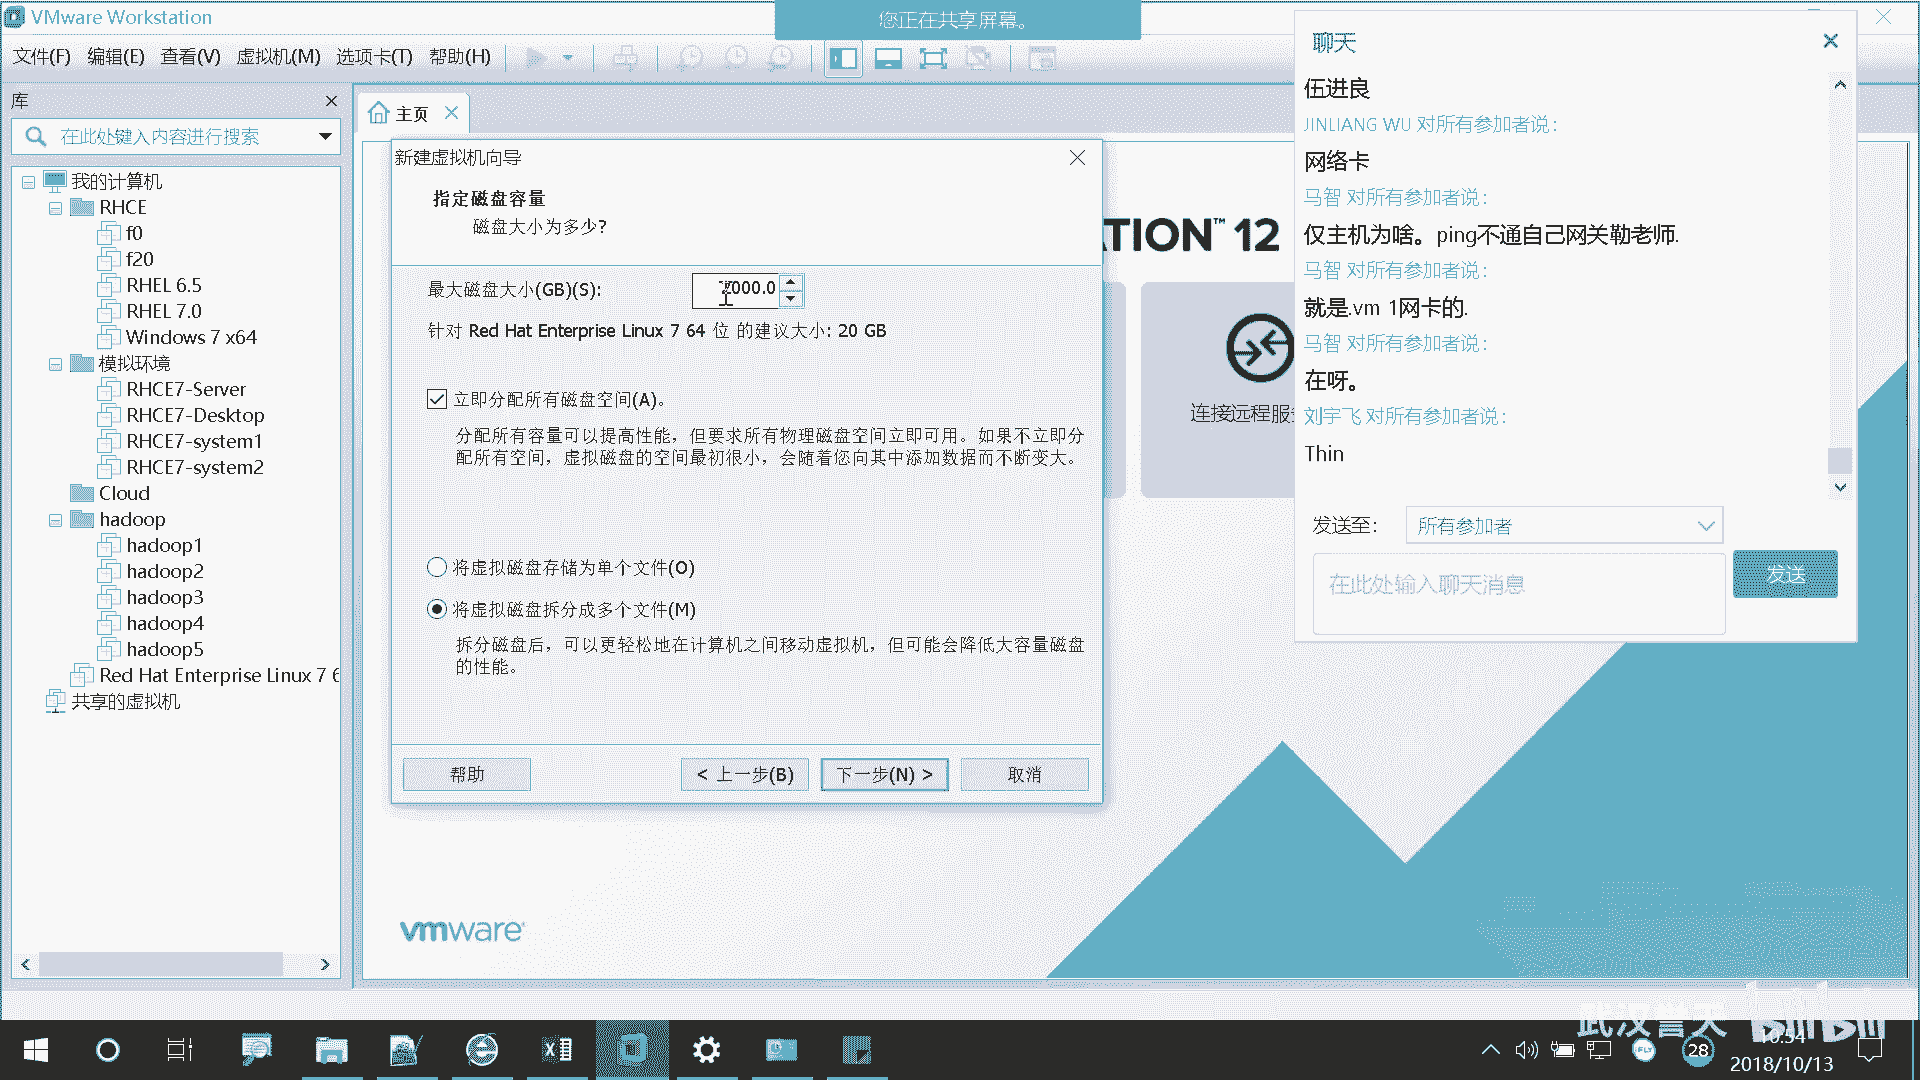 VMware Workstation
您正在共享屏幕。
文件(F) 编辑(E) 查看(V) 虚拟机(M) 选项卡(T) 帮助(H)
库
在此处键入内容进行搜索
我的计算机
RHCE
f0
f20
RHEL 6.5
RHEL 7.0
Windows 7 x64
模拟环境
RHCE7-Server
RHCE7-Desktop
RHCE7-system1
RHCE7-system2
Cloud
hadoop
hadoop1
hadoop2
hadoop3
hadoop4
hadoop5
Red Hat Enterprise Linux 7 6
共享的虚拟机
主页
新建虚拟机向导
指定磁盘容量
磁盘大小为多少?
最大磁盘大小(GB)(S):
针对 Red Hat Enterprise Linux 7 64 位 的建议大小: 20 GB
立即分配所有磁盘空间(A)。
分配所有容量可以提高性能，但要求所有物理磁盘空间立即可用。如果不立即分
配所有空间，虚拟磁盘的空间最初很小，会随着您向其中添加数据而不断变大。
将虚拟磁盘存储为单个文件(O)
将虚拟磁盘拆分成多个文件(M)
拆分磁盘后，可以更轻松地在计算机之间移动虚拟机，但可能会降低大容量磁盘
的性能。
帮助
< 上一步(B)
下一步(N) >
取消
TION™ 12
连接远程服
vmware
聊天
伍进良
JINLIANG WU 对所有参加者说:
网络卡
马智 对所有参加者说:
仅主机为啥。ping不通自己网关勒老师.
马智 对所有参加者说:
就是.vm 1网卡的.
马智 对所有参加者说:
在呀。
刘宇飞 对所有参加者说:
Thin
发送至:
所有参加者
在此处输入聊天消息
发送
武汉誉天
bilibili
FLY
28
10:54
2018/10/13